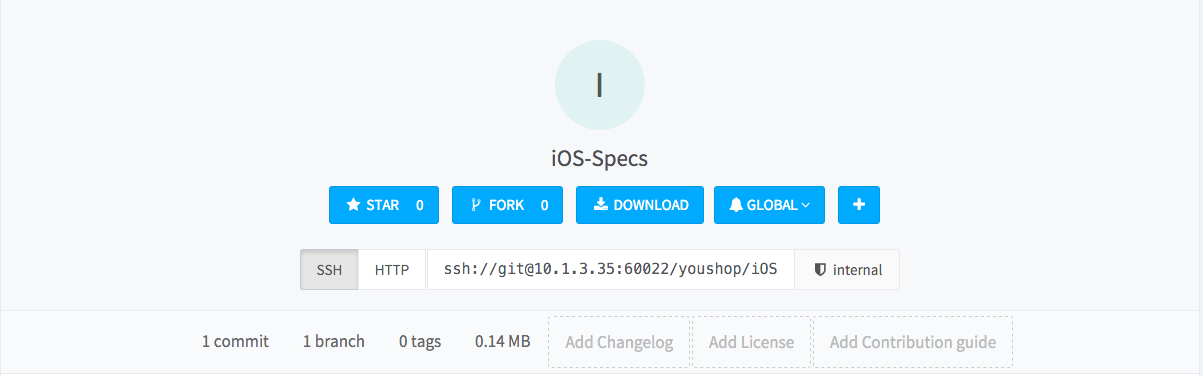 I
iOS-Specs
STAR 0 FORK 0 DOWNLOAD GLOBAL
SSH HTTP ssh://git@10.1.3.35:60022/youshop/iOS internal
1 commit 1 branch 0 tags 0.14 MB Add Changelog Add License Add Contribution guide